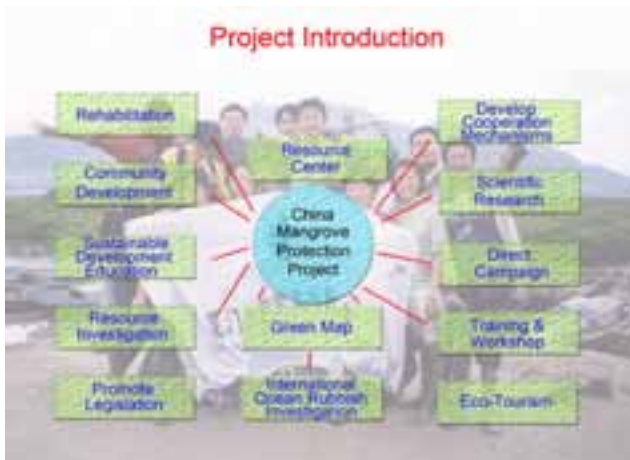 Project Introduction
Rehabilitation
Develop
Cooperation
Mechanisms
Resource
Center
Community
Development
Scientific
Research
China
Mangrove
Protection
Project
Sustainable
Development
Education
Direct
Campaign
Resource
Investigation
Green Map
Training &
Workshop
Promote
Legislation
International
Ocean Rubbish
Investigation
Eco-Tourism